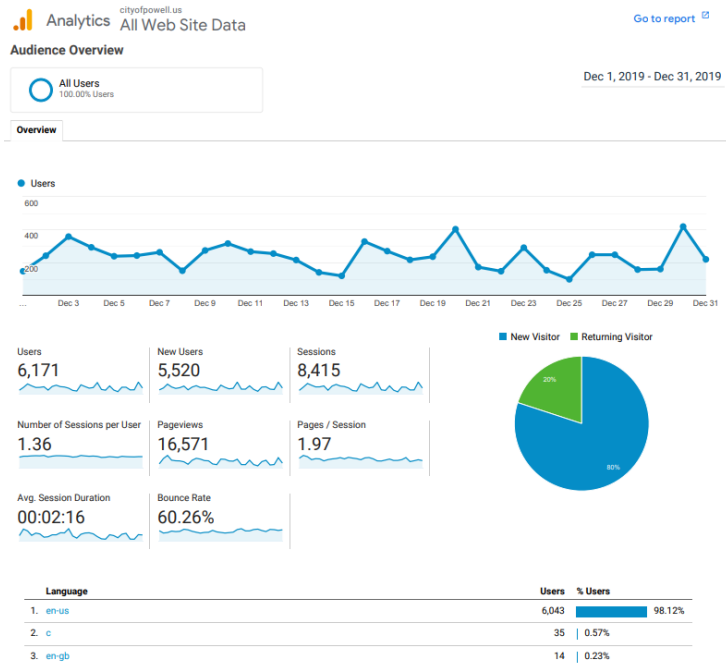 cityofpowell.us
Analytics All Web Site Data
Go to report
Audience Overview
All Users
100.00% Users
Dec 1, 2019 - Dec 31, 2019
Overview
Users
600
400
200
... Dec 3 Dec 5 Dec 7 Dec 9 Dec 11 Dec 13 Dec 15 Dec 17 Dec 19 Dec 21 Dec 23 Dec 25 Dec 27 Dec 29 Dec 31
New Visitor Returning Visitor
Users New Users Sessions
6,171 5,520 8,415
Number of Sessions per User Pageviews Pages / Session
1.36 16,571 1.97
Avg. Session Duration Bounce Rate
00:02:16 60.26%
20%
80%
Language Users % Users
1. en-us 6,043 98.12%
2. c 35 0.57%
3. en-gb 14 0.23%